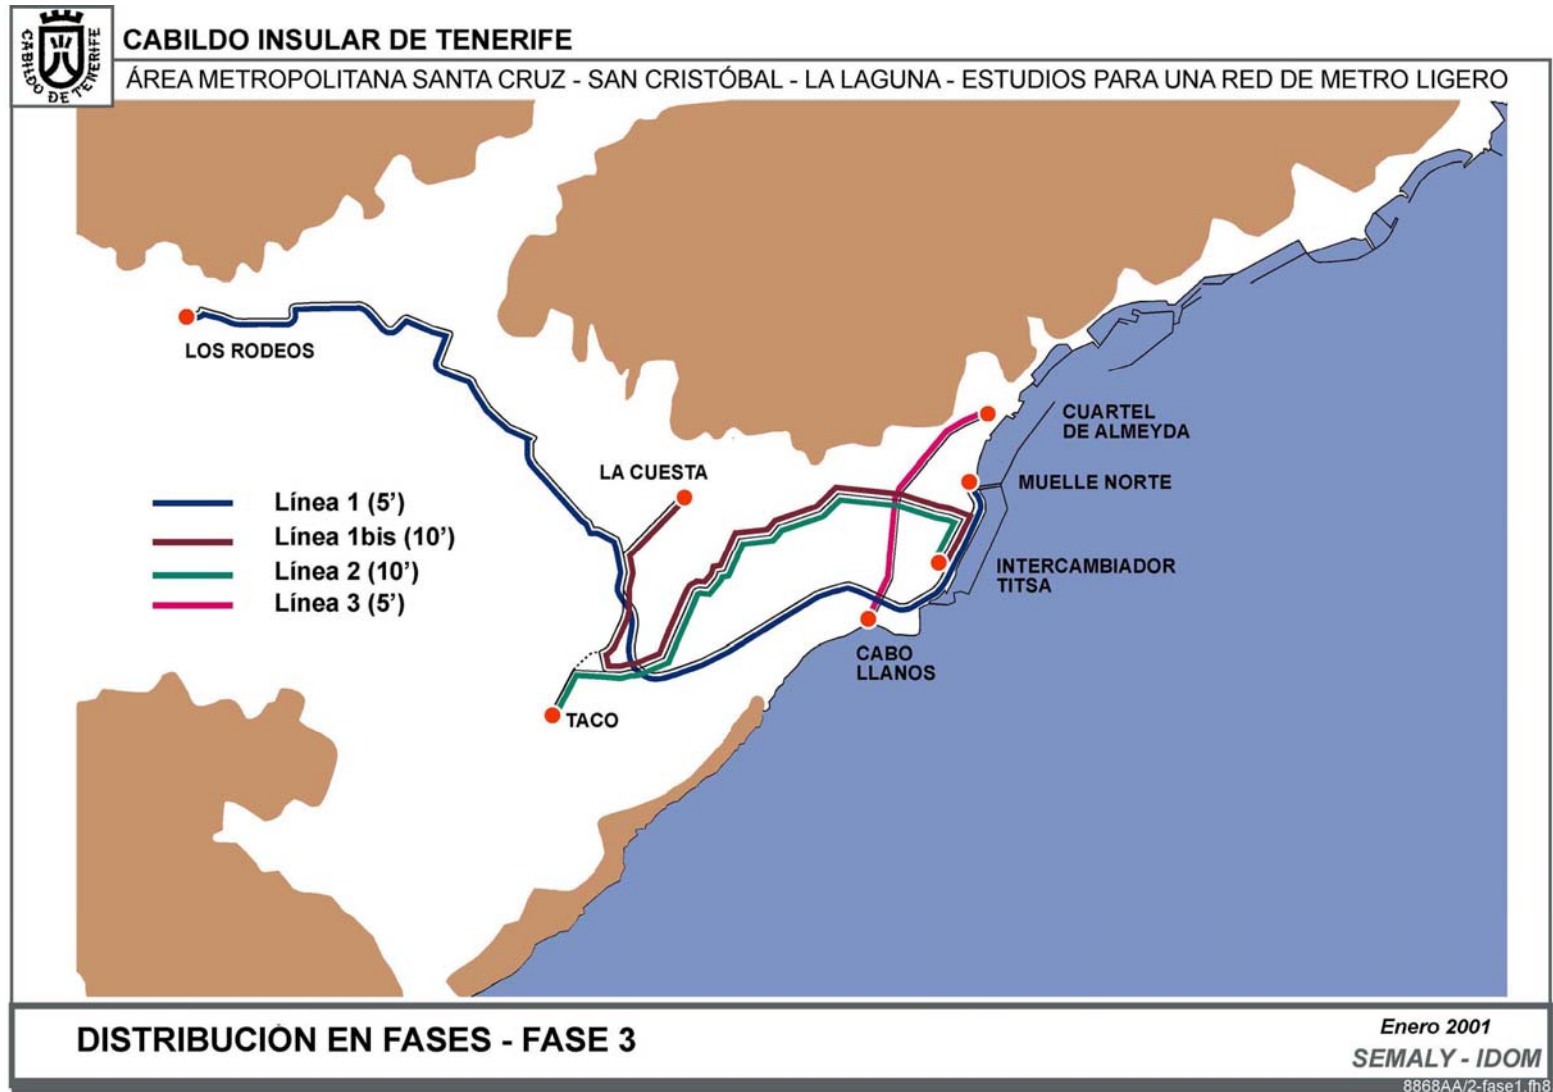 CABILDO DE TENERIFE
CABILDO INSULAR DE TENERIFE
ÁREA METROPOLITANA SANTA CRUZ - SAN CRISTÓBAL - LA LAGUNA - ESTUDIOS PARA UNA RED DE METRO LIGERO
LOS RODEOS
CUARTEL
DE ALMEYDA
LA CUESTA
MUELLE NORTE
Línea 1 (5')
Línea 1bis (10')
Línea 2 (10')
Línea 3 (5')
INTERCAMBIADOR
TITSA
CABO
LLANOS
TACO
DISTRIBUCIÓN EN FASES - FASE 3
Enero 2001
SEMALY - IDOM
8868AA/2-fase1.fh8